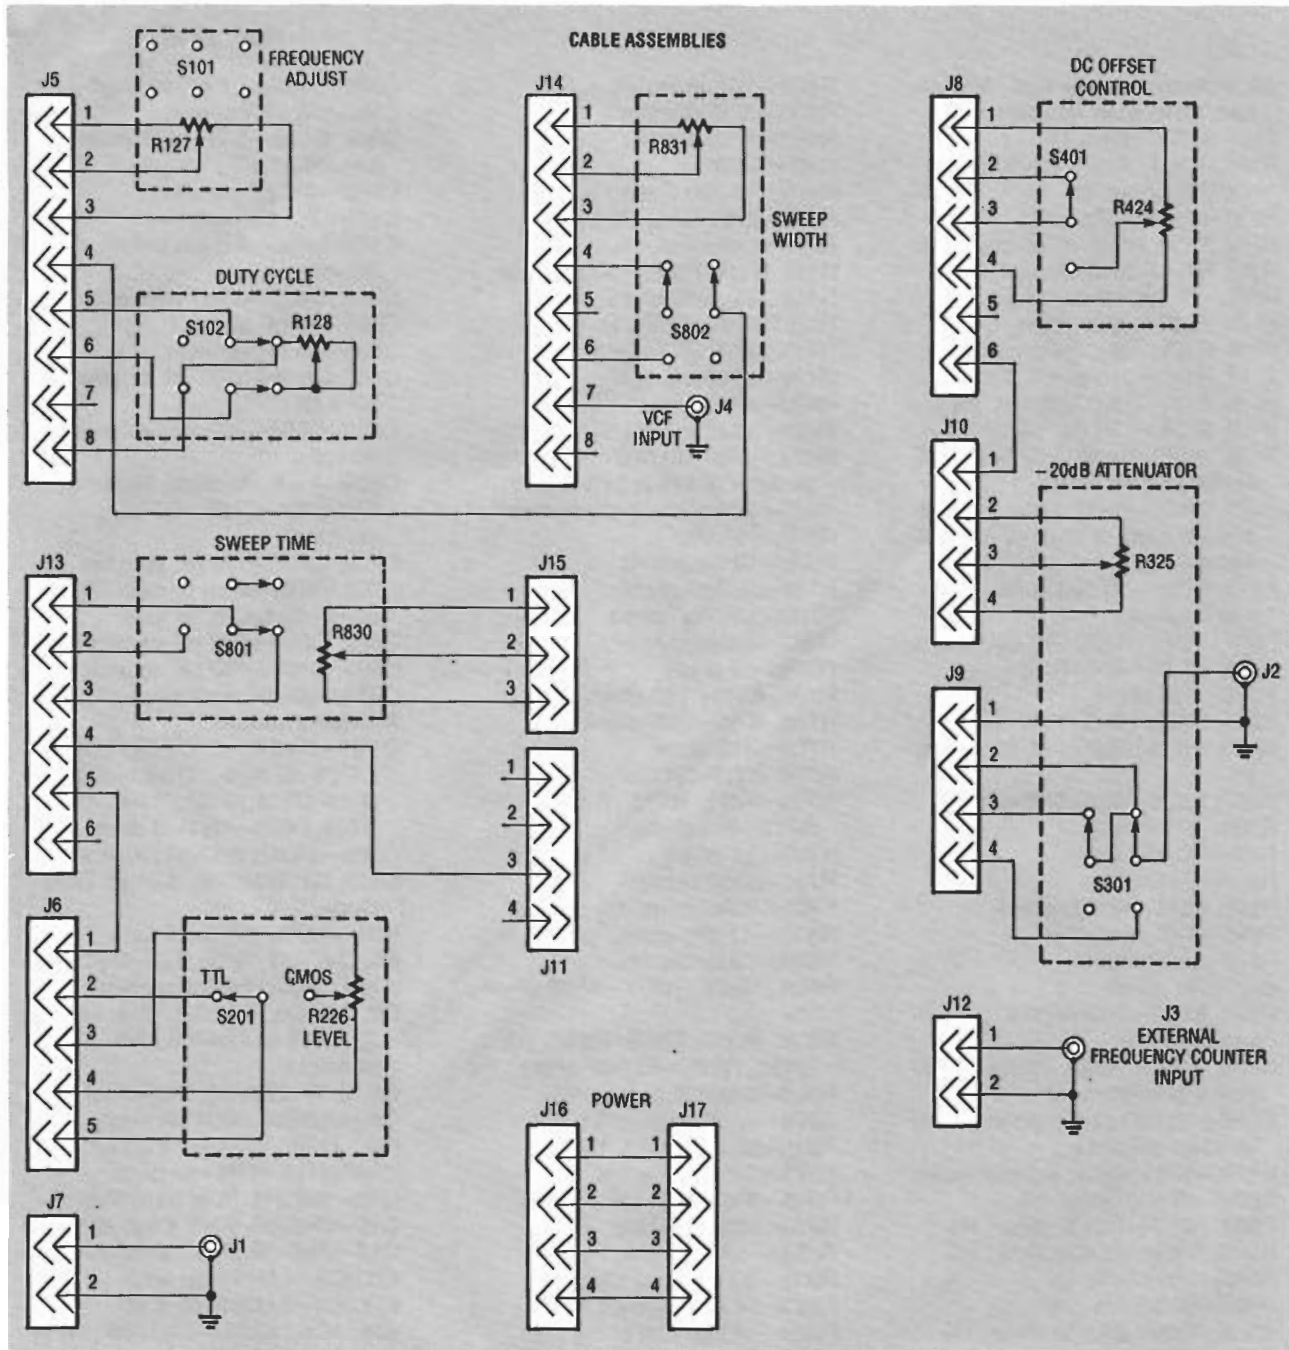 CABLE ASSEMBLIES
J5
1
2
3
4
5
6
7
8
S101
FREQUENCY
ADJUST
R127
DUTY CYCLE
S102
R128
J14
1
2
3
4
5
6
7
8
R831
SWEEP
WIDTH
S802
VCF
INPUT
J4
J8
1
2
3
4
5
6
DC OFFSET
CONTROL
S401
R424
J10
1
2
3
4
–20dB ATTENUATOR
R325
J9
1
2
3
4
S301
J2
J13
1
2
3
4
5
6
SWEEP TIME
S801
R830
J15
1
2
3
1
2
3
4
J11
J6
1
2
3
4
5
TTL
S201
CMOS
R226
LEVEL
J12
1
2
J3
EXTERNAL
FREQUENCY COUNTER
INPUT
J7
1
2
J1
POWER
J16
J17
1 1
2 2
3 3
4 4